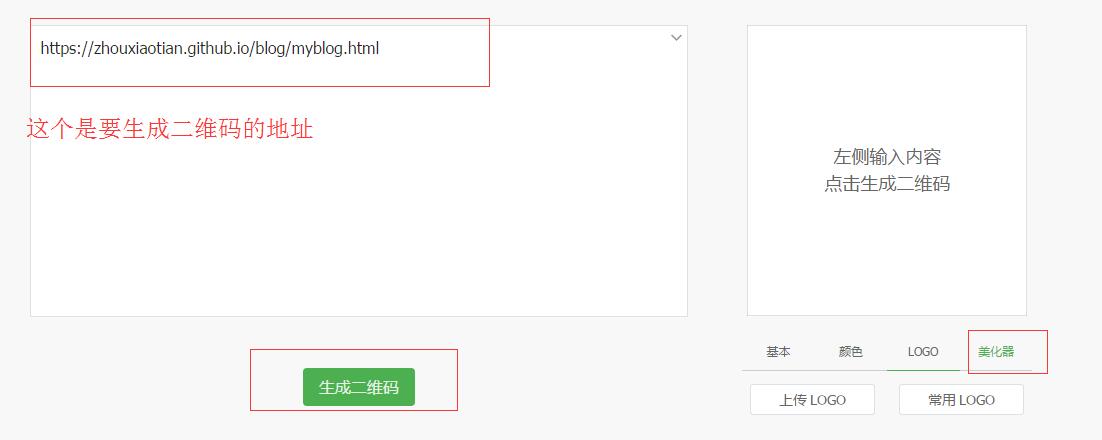 https://zhouxiaotian.github.io/blog/myblog.html
这个是要生成二维码的地址
左侧输入内容
点击生成二维码
生成二维码
基本 颜色 LOGO 美化器
上传 LOGO 常用 LOGO